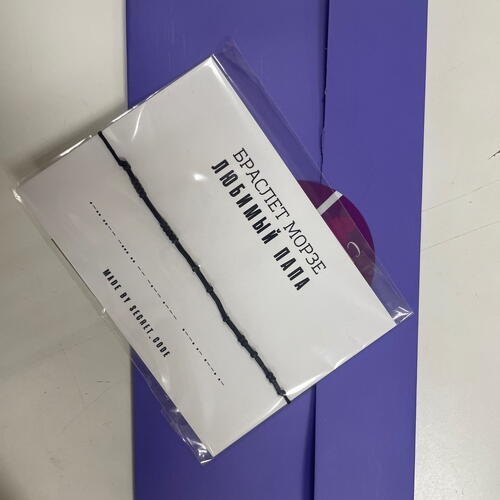 БРАСЛЕТ МОРЗЕ
ЛЮБИМЫЙ ПАПА
MADE BY SECRET.CODE